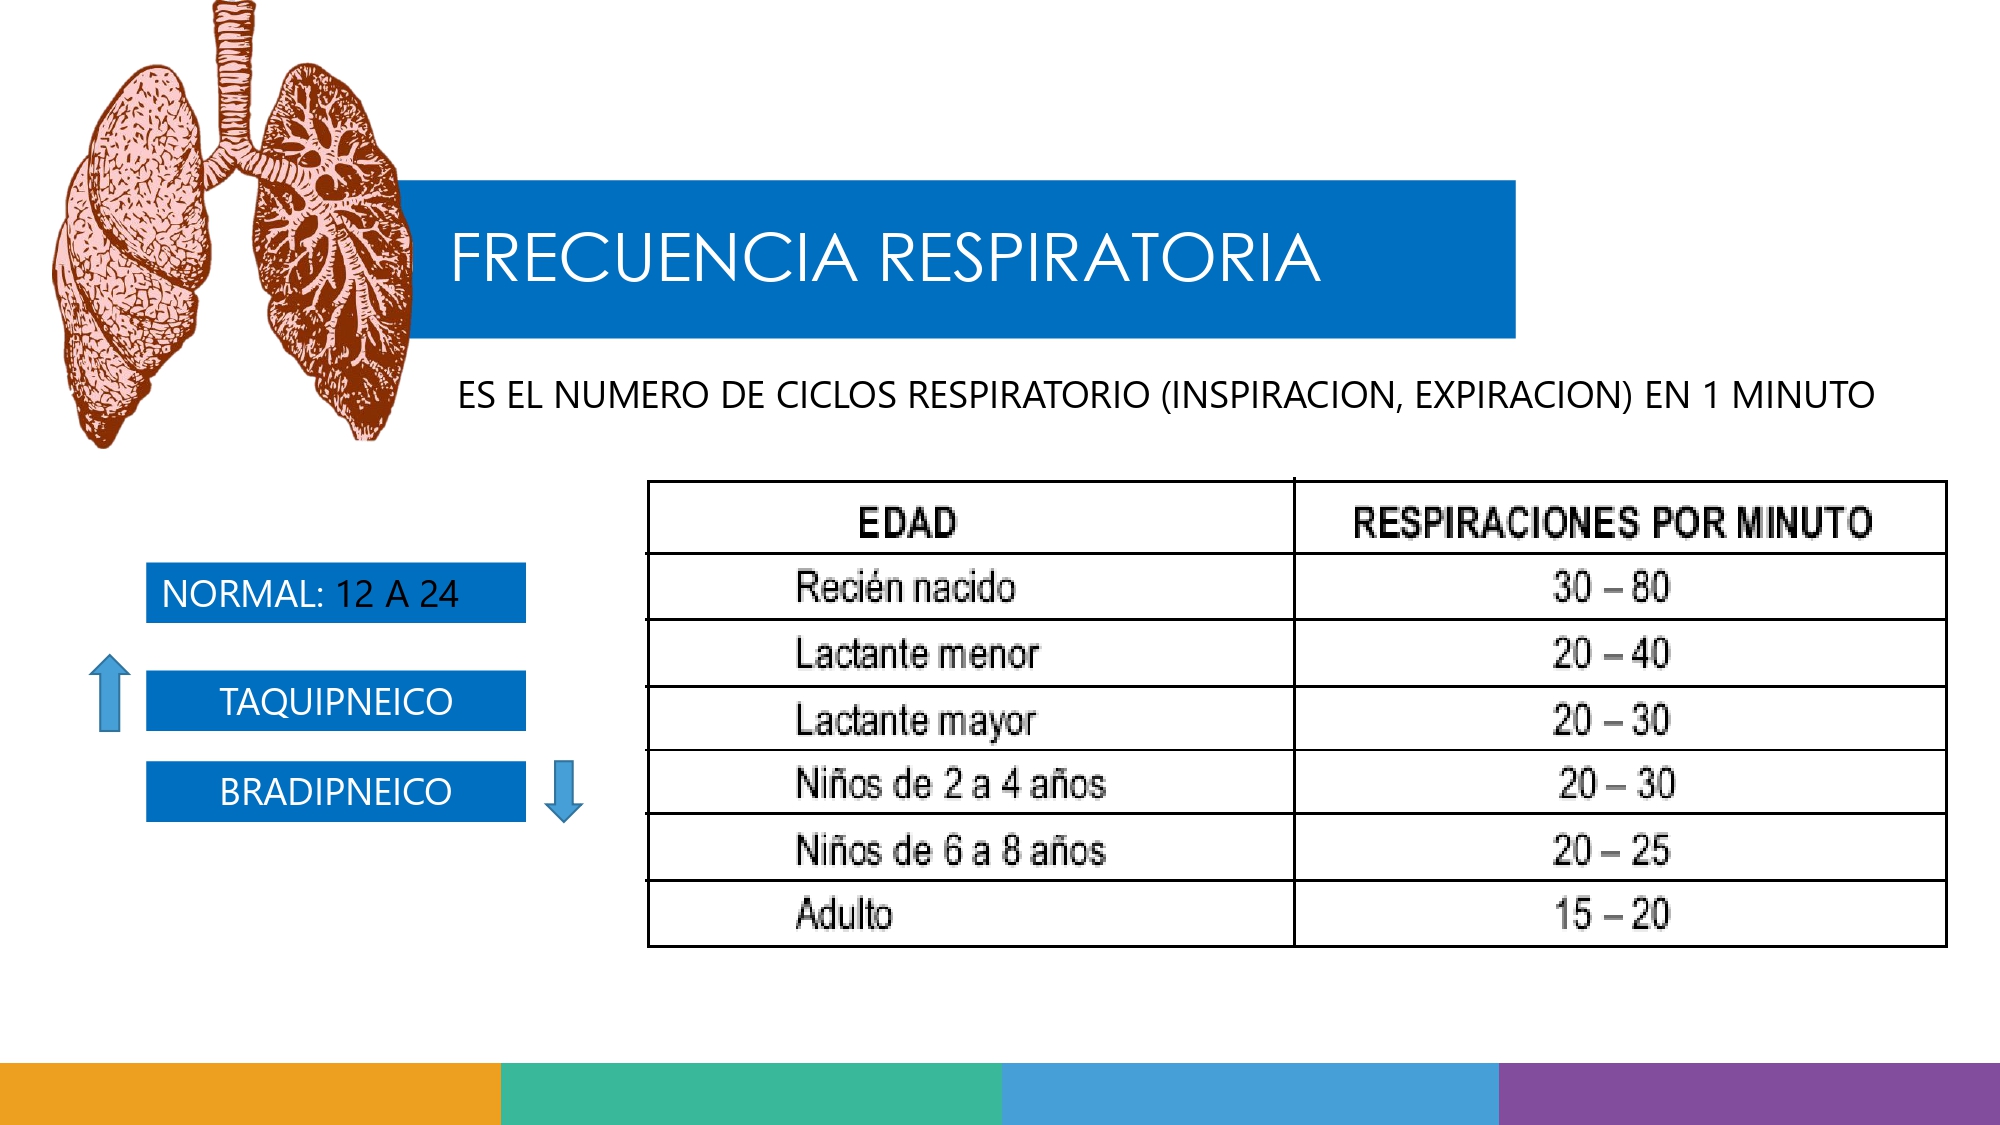 FRECUENCIA RESPIRATORIA
ES EL NUMERO DE CICLOS RESPIRATORIO (INSPIRACION, EXPIRACION) EN 1 MINUTO
NORMAL: 12 A 24
TAQUIPNEICO
BRADIPNEICO
EDAD RESPIRACIONES POR MINUTO
Recién nacido 30 – 80
Lactante menor 20 – 40
Lactante mayor 20 – 30
Niños de 2 a 4 años 20 – 30
Niños de 6 a 8 años 20 – 25
Adulto 15 – 20